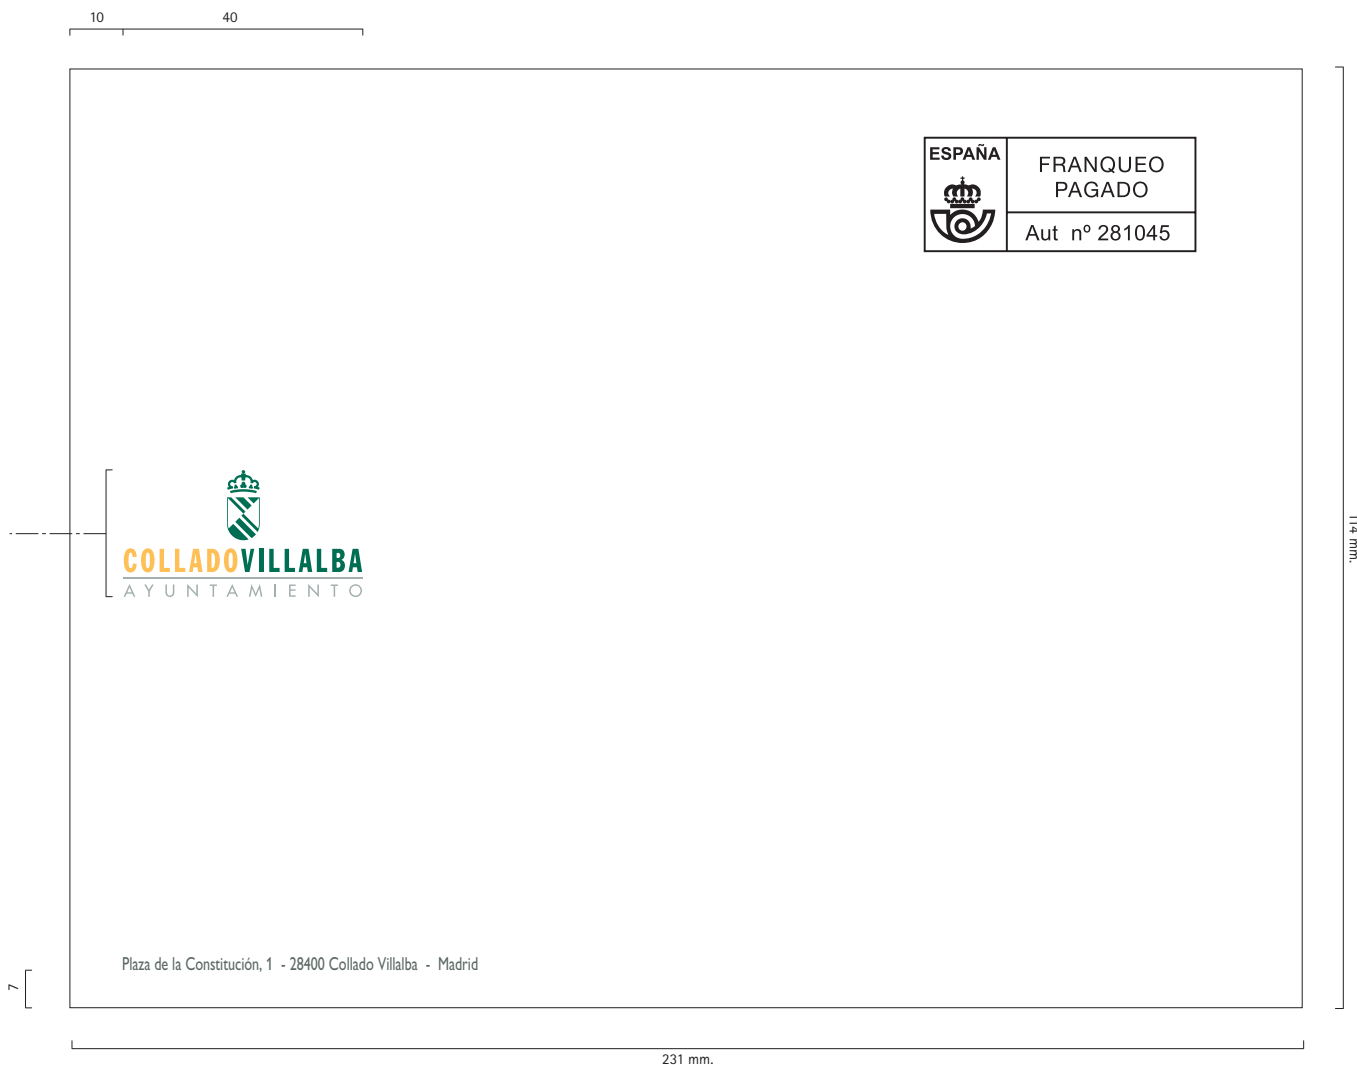 10 40
ESPAÑA
FRANQUEO
PAGADO
Aut nº 281045
114 mm.
COLLADOVILLALBA
AYUNTAMIENTO
Plaza de la Constitución, 1 - 28400 Collado Villalba - Madrid
7
231 mm.